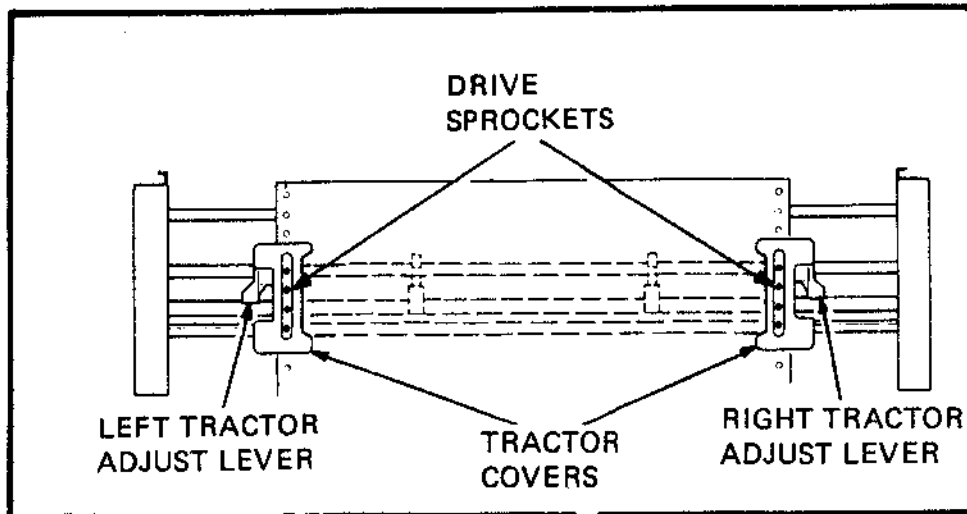 DRIVE
SPROCKETS
LEFT TRACTOR
ADJUST LEVER
TRACTOR
COVERS
RIGHT TRACTOR
ADJUST LEVER